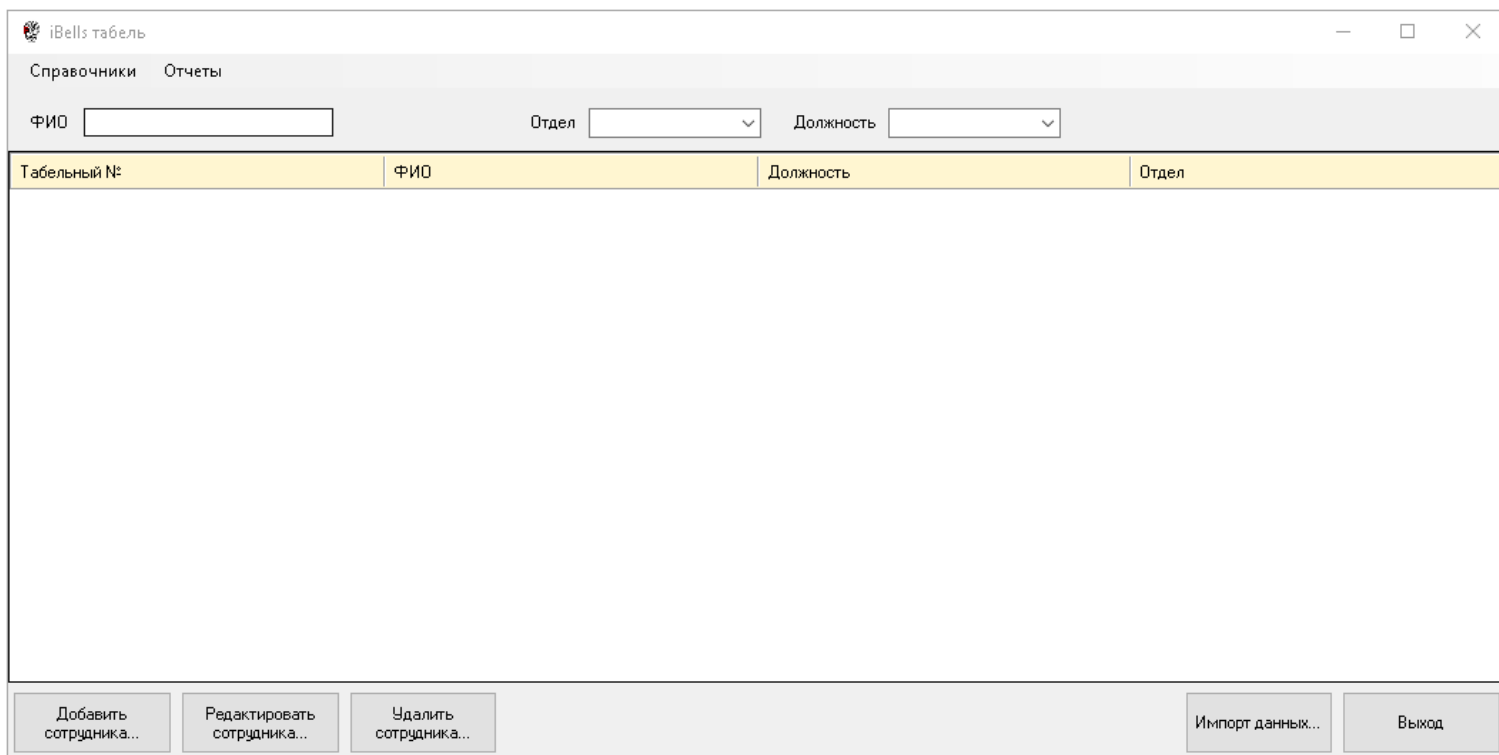 iBells табель
Справочники Отчеты
ФИО Отдел Должность
Табельный № ФИО Должность Отдел
Добавить сотрудника... Редактировать сотрудника... Удалить сотрудника... Импорт данных... Выход